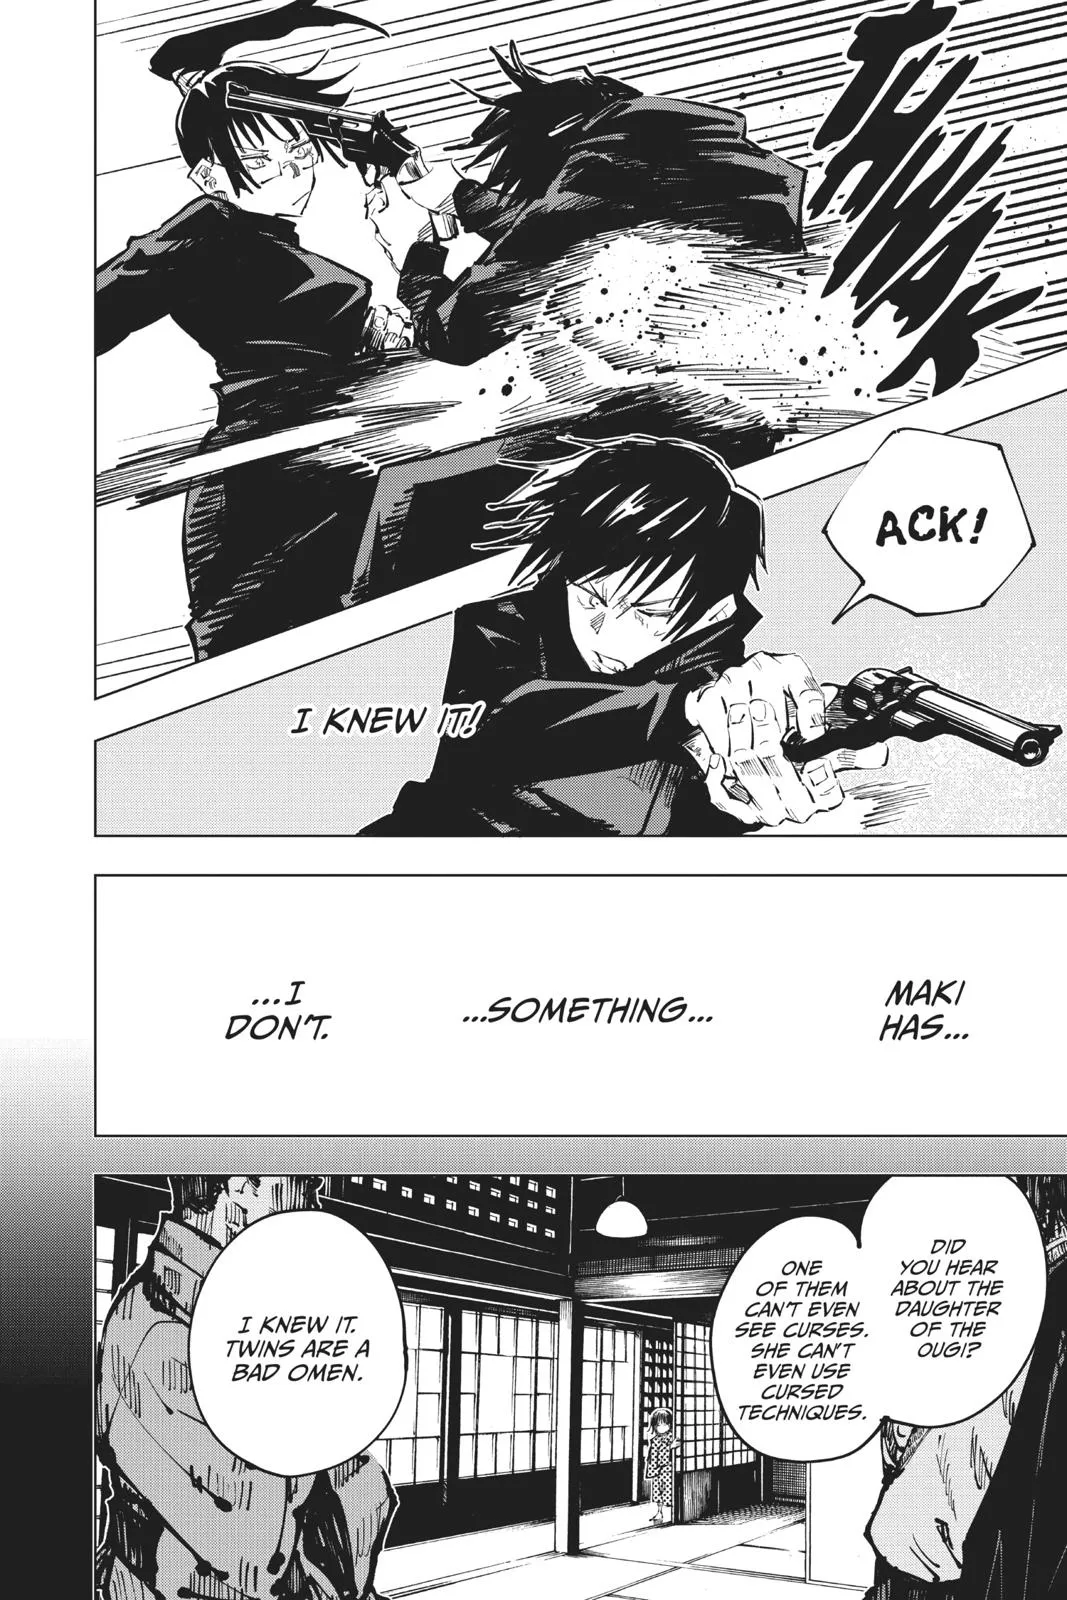 THWAK
ACK!
I KNEW IT!
MAKI
HAS...
...SOMETHING...
...I
DON'T.
DID
YOU HEAR
ABOUT THE
DAUGHTER
OF THE
OUGI?
ONE
OF THEM
CAN'T EVEN
SEE CURSES.
SHE CAN'T
EVEN USE
CURSED
TECHNIQUES.
I KNEW IT.
TWINS ARE A
BAD OMEN.